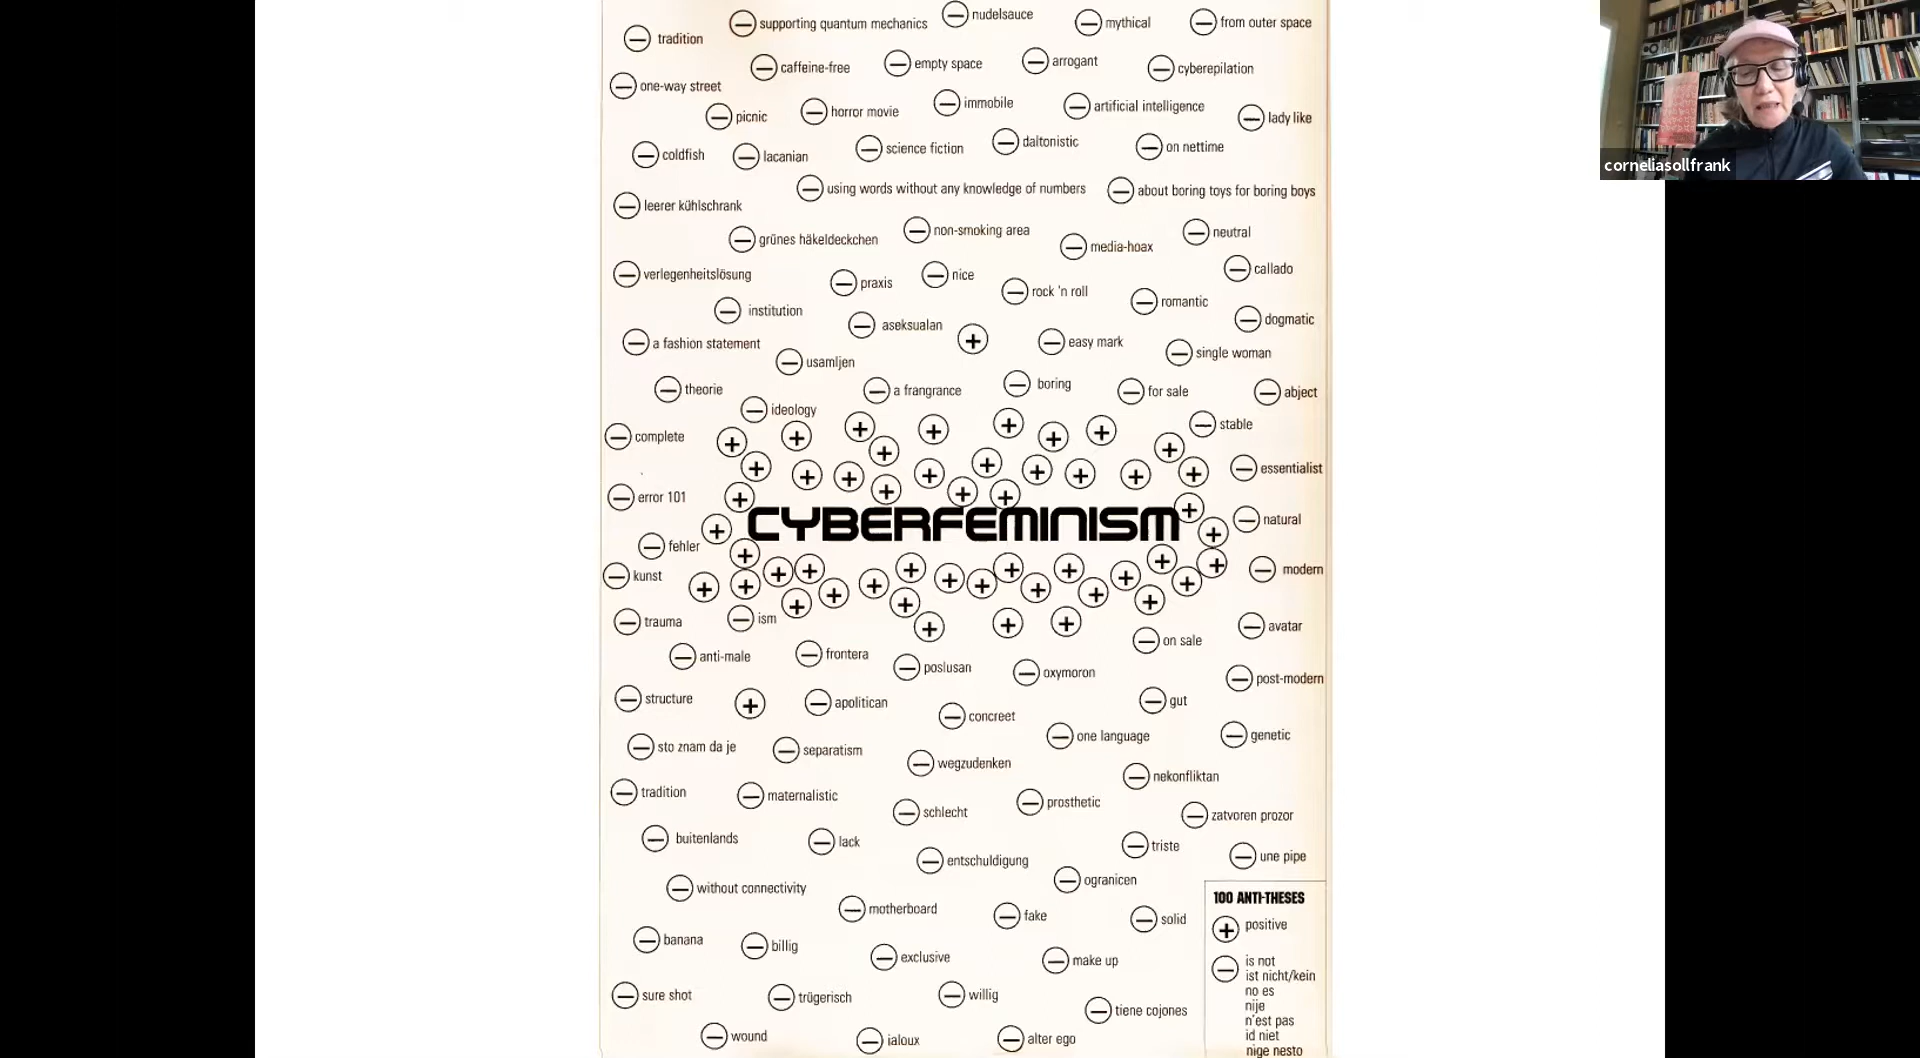 nudelsauce
supporting quantum mechanics
mythical
from outer space
tradition
caffeine-free
empty space
arrogant
cyberepilation
one-way street
picnic
horror movie
immobile
artificial intelligence
lady like
coldfish
lacanian
science fiction
daltonistic
on nettime
using words without any knowledge of numbers
about boring toys for boring boys
leerer kühlschrank
grünes häkeldeckchen
non-smoking area
media-hoax
neutral
verlegenheitslösung
praxis
nice
rock 'n roll
callado
romantic
institution
aseksualan
dogmatic
a fashion statement
usamljen
easy mark
single woman
theorie
a frangrance
boring
for sale
abject
ideology
stable
complete
essentialist
error 101
CYBERFEMINISM
natural
fehler
kunst
modern
trauma
ism
avatar
on sale
anti-male
frontera
poslusan
oxymoron
post-modern
structure
apolitican
concreet
gut
one language
genetic
sto znam da je
separatism
wegzudenken
nekonfliktan
tradition
maternalistic
schlecht
prosthetic
zatvoren prozor
buitenlands
lack
entschuldigung
triste
une pipe
without connectivity
ogranicen
motherboard
fake
solid
banana
billig
exclusive
make up
sure shot
trügerisch
willig
tiene cojones
wound
jaloux
alter ego
100 ANTI-THESES
positive
is not
ist nicht/kein
no es
nije
n'est pas
id niet
nige nesto
corneliasollfrank